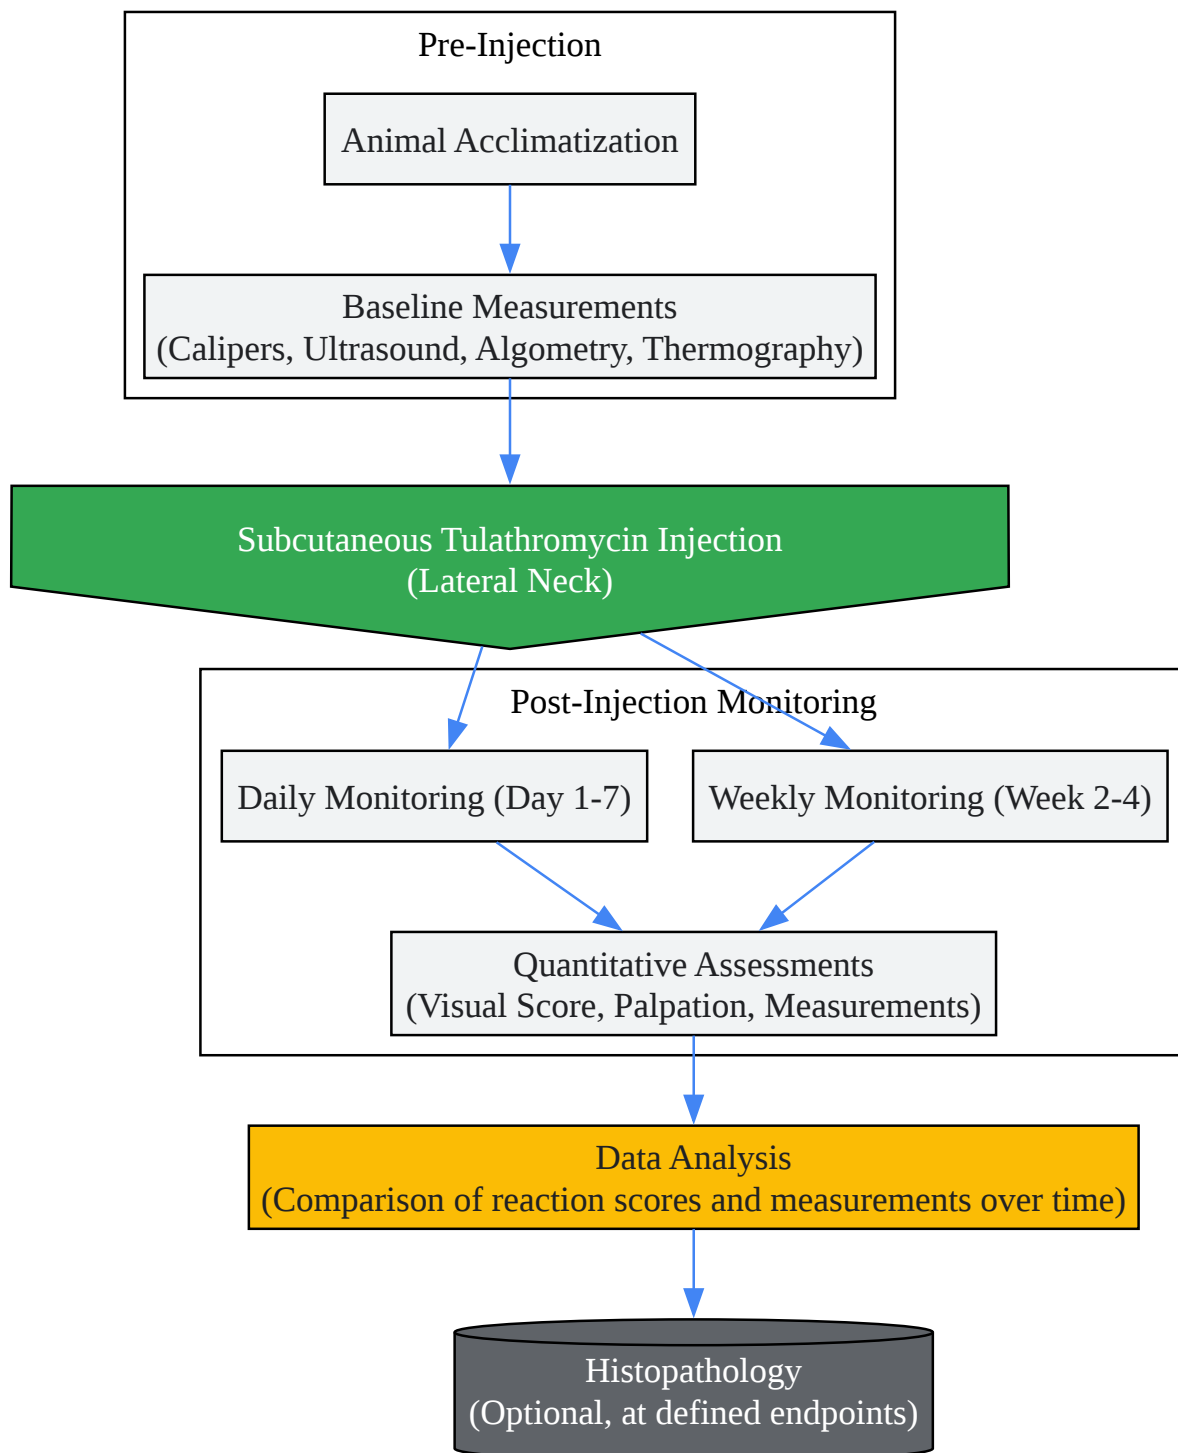 Pre-Injection
Animal Acclimatization
Baseline Measurements
(Calipers, Ultrasound, Algometry, Thermography)
Subcutaneous Tulathromycin Injection
(Lateral Neck)
Post-Injection Monitoring
Daily Monitoring (Day 1-7)
Weekly Monitoring (Week 2-4)
Quantitative Assessments
(Visual Score, Palpation, Measurements)
Data Analysis
(Comparison of reaction scores and measurements over time)
Histopathology
(Optional, at defined endpoints)